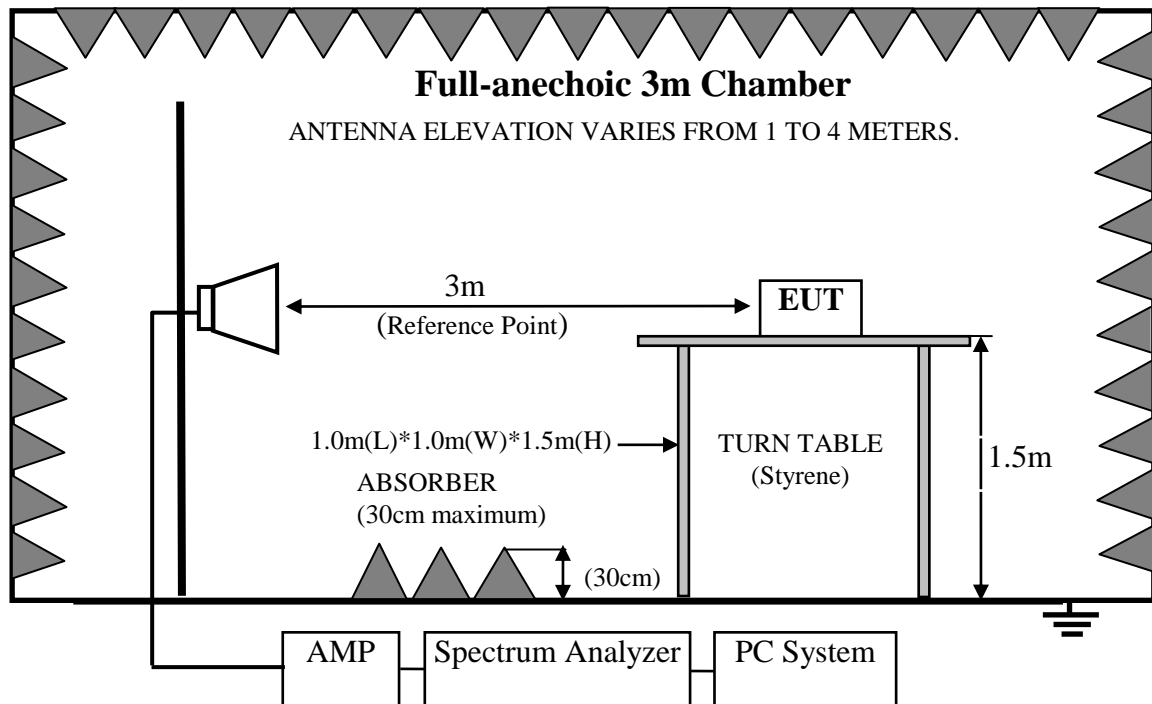 Full-anechoic 3m Chamber
ANTENNA ELEVATION VARIES FROM 1 TO 4 METERS.
3m
(Reference Point)
EUT
1.0m(L)*1.0m(W)*1.5m(H)
TURN TABLE
(Styrene)
1.5m
ABSORBER
(30cm maximum)
(30cm)
AMP
Spectrum Analyzer
PC System